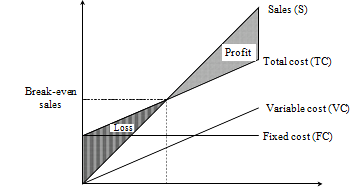 Sales (S)
Profit
Total cost (TC)
Break-even
sales
Variable cost (VC)
Loss
Fixed cost (FC)